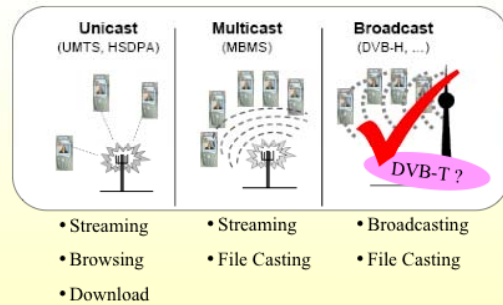 Unicast
(UMTS, HSDPA)
Multicast
(MBMS)
Broadcast
(DVB-H, ...)
DVB-T ?
• Streaming
• Browsing
• Download
• Streaming
• File Casting
• Broadcasting
• File Casting